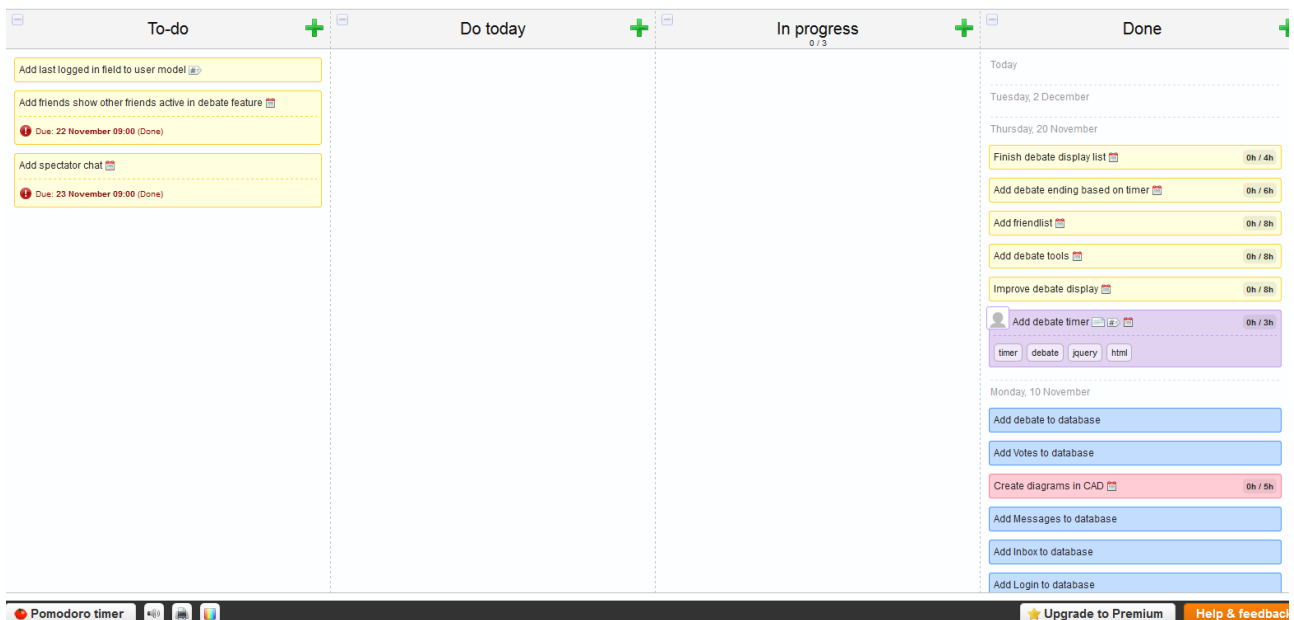 To-do
Add last logged in field to user model #
Add friends show other friends active in debate feature
Due: 22 November 09:00 (Done)
Add spectator chat
Due: 23 November 09:00 (Done)
Do today
In progress
0 / 3
Done
Today
Tuesday, 2 December
Thursday, 20 November
Finish debate display list 0h / 4h
Add debate ending based on timer 0h / 6h
Add friendlist 0h / 8h
Add debate tools 0h / 8h
Improve debate display 0h / 8h
Add debate timer # 0h / 3h
timer debate jquery html
Monday, 10 November
Add debate to database
Add Votes to database
Create diagrams in CAD 0h / 5h
Add Messages to database
Add Inbox to database
Add Login to database
Pomodoro timer
Upgrade to Premium
Help & feedback